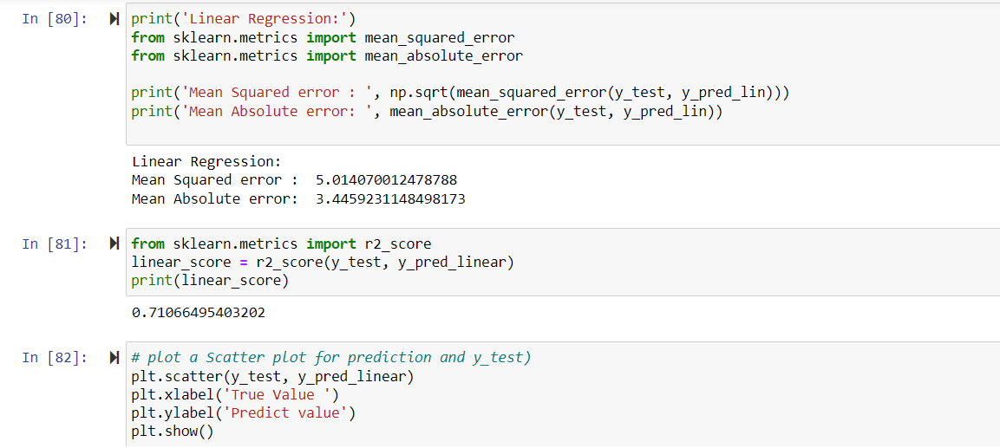 In [80]: print('Linear Regression:')
from sklearn.metrics import mean_squared_error
from sklearn.metrics import mean_absolute_error
print('Mean Squared error : ', np.sqrt(mean_squared_error(y_test, y_pred_lin)))
print('Mean Absolute error: ', mean_absolute_error(y_test, y_pred_lin))
Linear Regression:
Mean Squared error :  5.014070012478788
Mean Absolute error:  3.4459231148498173
In [81]: from sklearn.metrics import r2_score
linear_score = r2_score(y_test, y_pred_linear)
print(linear_score)
0.71066495403202
In [82]: # plot a Scatter plot for prediction and y_test)
plt.scatter(y_test, y_pred_linear)
plt.xlabel('True Value ')
plt.ylabel('Predict value')
plt.show()